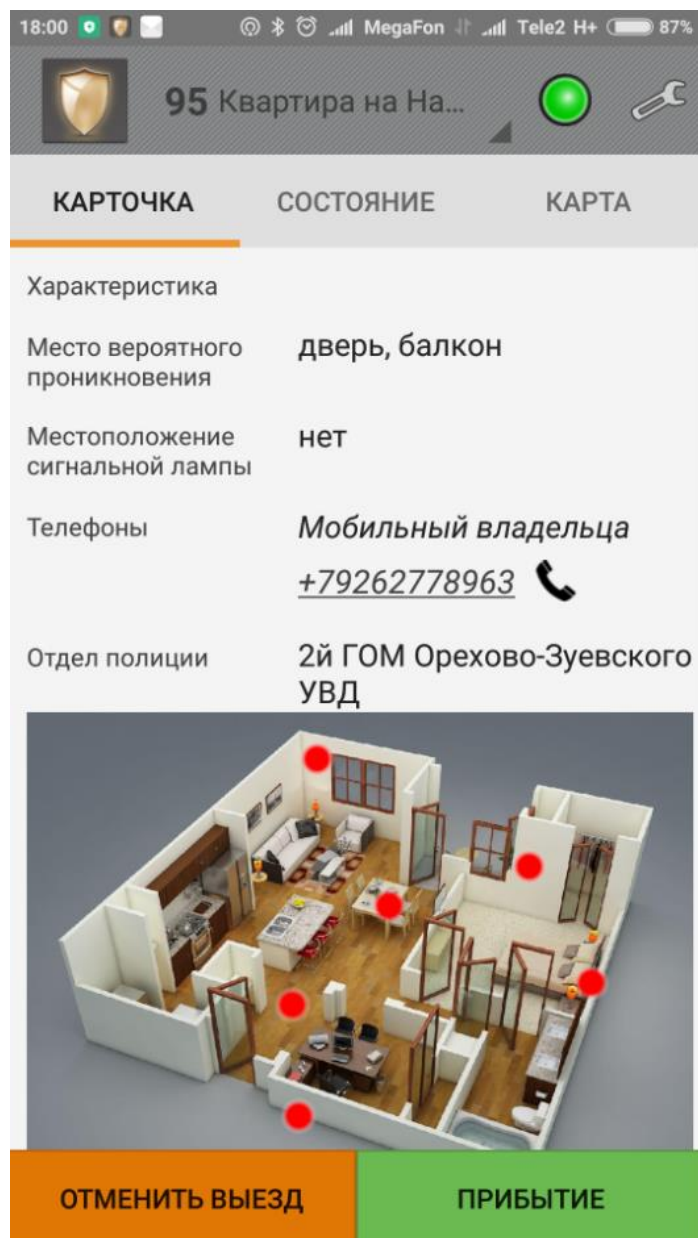 18:00 MegaFon Tele2 H+ 87%
95 Квартира на На...
КАРТОЧКА СОСТОЯНИЕ КАРТА
Характеристика
Место вероятного дверь, балкон
проникновения
Местоположение нет
сигнальной лампы
Телефоны Мобильный владельца
+79262778963
Отдел полиции 2й ГОМ Орехово-Зуевского
УВД
ОТМЕНИТЬ ВЫЕЗД ПРИБЫТИЕ